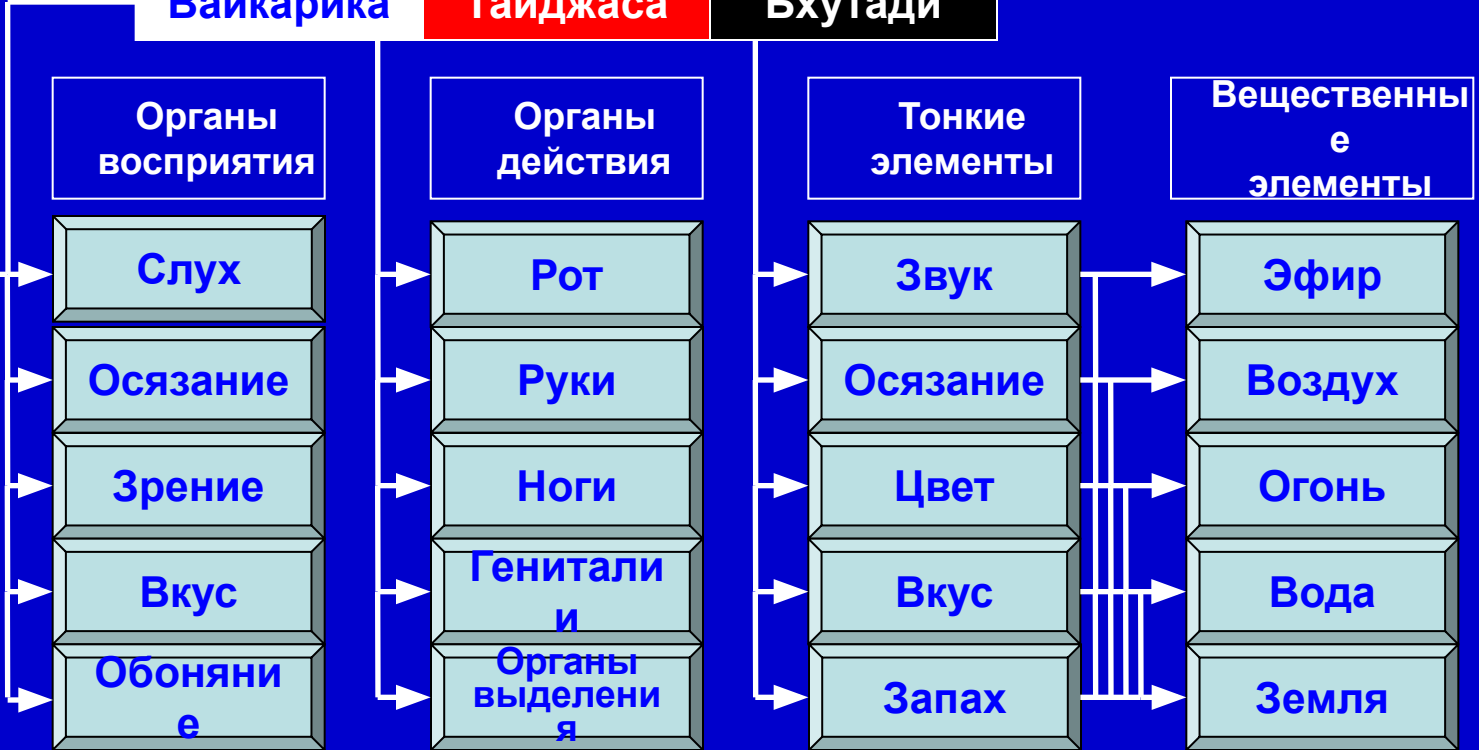 Вайкарика
Тайджаса
Бхутади
Органы
восприятия
Органы
действия
Тонкие
элементы
Вещественны
е
элементы
Слух
Рот
Звук
Эфир
Осязание
Руки
Осязание
Воздух
Зрение
Ноги
Цвет
Огонь
Вкус
Гениталии
и
Вкус
Вода
Обоняни
е
Органы
выделени
я
Запах
Земля